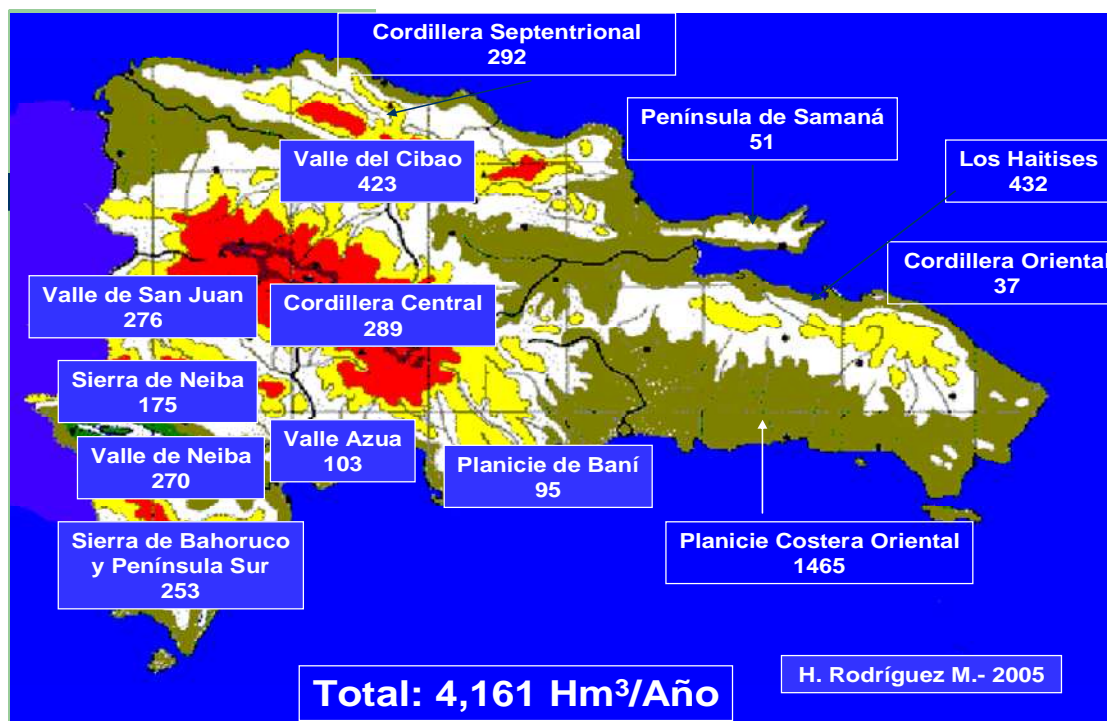 Cordillera Septentrional
292
Península de Samaná
51
Valle del Cibao
423
Los Haitises
432
Cordillera Oriental
37
Valle de San Juan
276
Cordillera Central
289
Sierra de Neiba
175
Valle Azua
103
Valle de Neiba
270
Planicie de Baní
95
Sierra de Bahoruco
y Península Sur
253
Planicie Costera Oriental
1465
H. Rodríguez M.- 2005
Total: 4,161 Hm³/Año